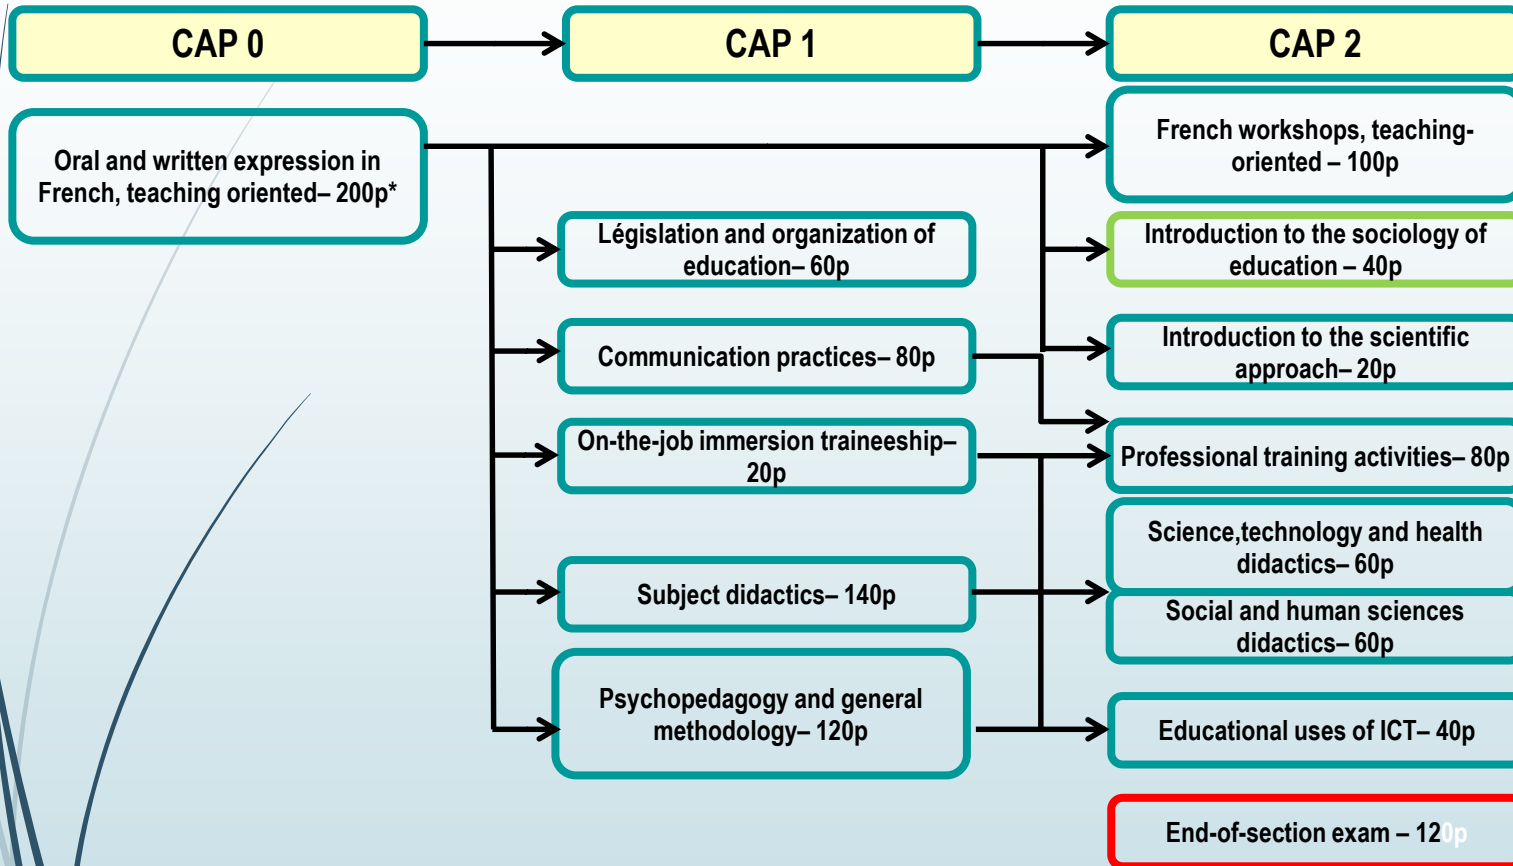 CAP 0
CAP 1
CAP 2
Oral and written expression in
French, teaching oriented– 200p*
French workshops, teaching-
oriented – 100p
Législation and organization of
education– 60p
Introduction to the sociology of
education – 40p
Communication practices– 80p
Introduction to the scientific
approach– 20p
On-the-job immersion traineeship–
20p
Professional training activities– 80p
Subject didactics– 140p
Science,technology and health
didactics– 60p
Social and human sciences
didactics– 60p
Psychopedagogy and general
methodology– 120p
Educational uses of ICT– 40p
End-of-section exam – 120p